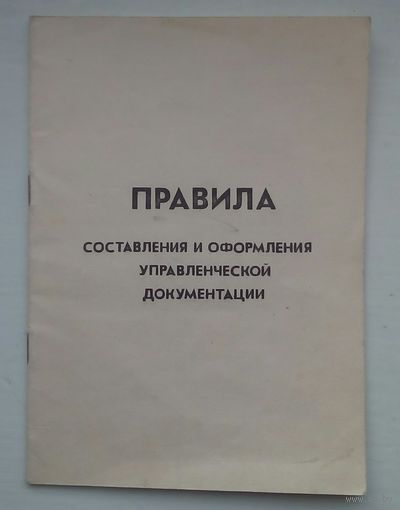 ПРАВИЛА
СОСТАВЛЕНИЯ И ОФОРМЛЕНИЯ
УПРАВЛЕНЧЕСКОЙ
ДОКУМЕНТАЦИИ